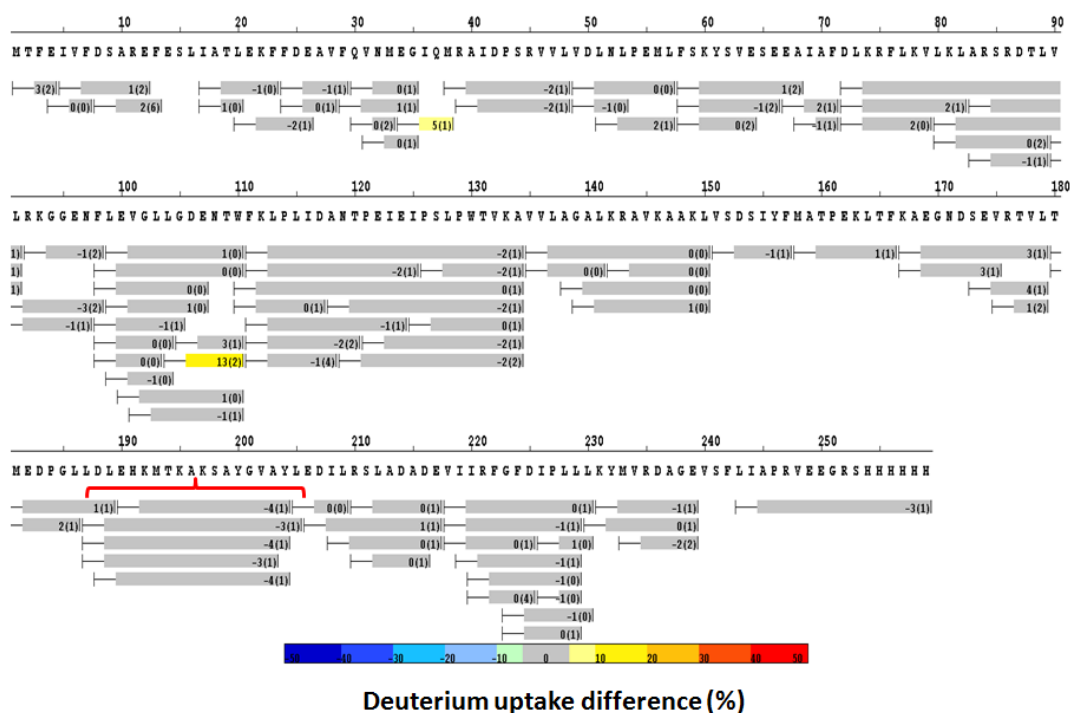 10 20 30 40 50 60 70 80 90
M T F E I V F D S A R E F E S L I A T L E K F F D E A V F Q V N M E G I Q M R A I D P S R V V L V D L N L P E M L F S K Y S V E S E E A I A F D L K R F L K V L K L A R S R D T L V
3(2) 1(2) -1(0) -1(1) 0(1) -2(1) 0(0) 1(2)
0(0) 2(6) 1(0) 0(1) 1(1) -2(1) -1(0) -1(2) 2(1) 2(1)
-2(1) 0(2) 5(1) 2(1) 0(2) -1(1) 2(0)
0(1) 0(2)
-1(1)
100 110 120 130 140 150 160 170 180
L R K G G E N F L E V G L L G D E N T W F K L P L I D A N T P E I E I P S L P W T V K A V V L A G A L K R A V K A A K L V S D S I Y F M A T P E K L T F K A E G N D S E V R T V L T
1) -1(2) 1(0) -2(1) 0(0) -1(1) 1(1) 3(1)
1) 0(0) -2(1) -2(1) 0(0) 0(0) 3(1)
1) 0(0) 0(1) 0(0) 4(1)
-3(2) 1(0) 0(1) -2(1) 1(0) 1(2)
-1(1) -1(1) -1(1) 0(1)
0(0) 3(1) -2(2) -2(1)
0(0) 13(2) -1(4) -2(2)
-1(0)
1(0)
-1(1)
190 200 210 220 230 240 250
M E D P G L L D L E H K M T K A K S A Y G V A Y L E D I L R S L A D A D E V I I R F G F D I P L L L K Y M V R D A G E V S F L I A P R V E E G R S H H H H H H
1(1) -4(1) 0(0) 0(1) 0(1) -1(1) -3(1)
2(1) -3(1) 1(1) -1(1) 0(1)
-4(1) 0(1) 0(1) 1(0) -2(2)
-3(1) 0(1) -1(1)
-4(1) -1(0)
0(4) -1(0)
-1(0)
0(1)
-50 -40 -30 -20 -10 0 10 20 30 40 50
Deuterium uptake difference (%)